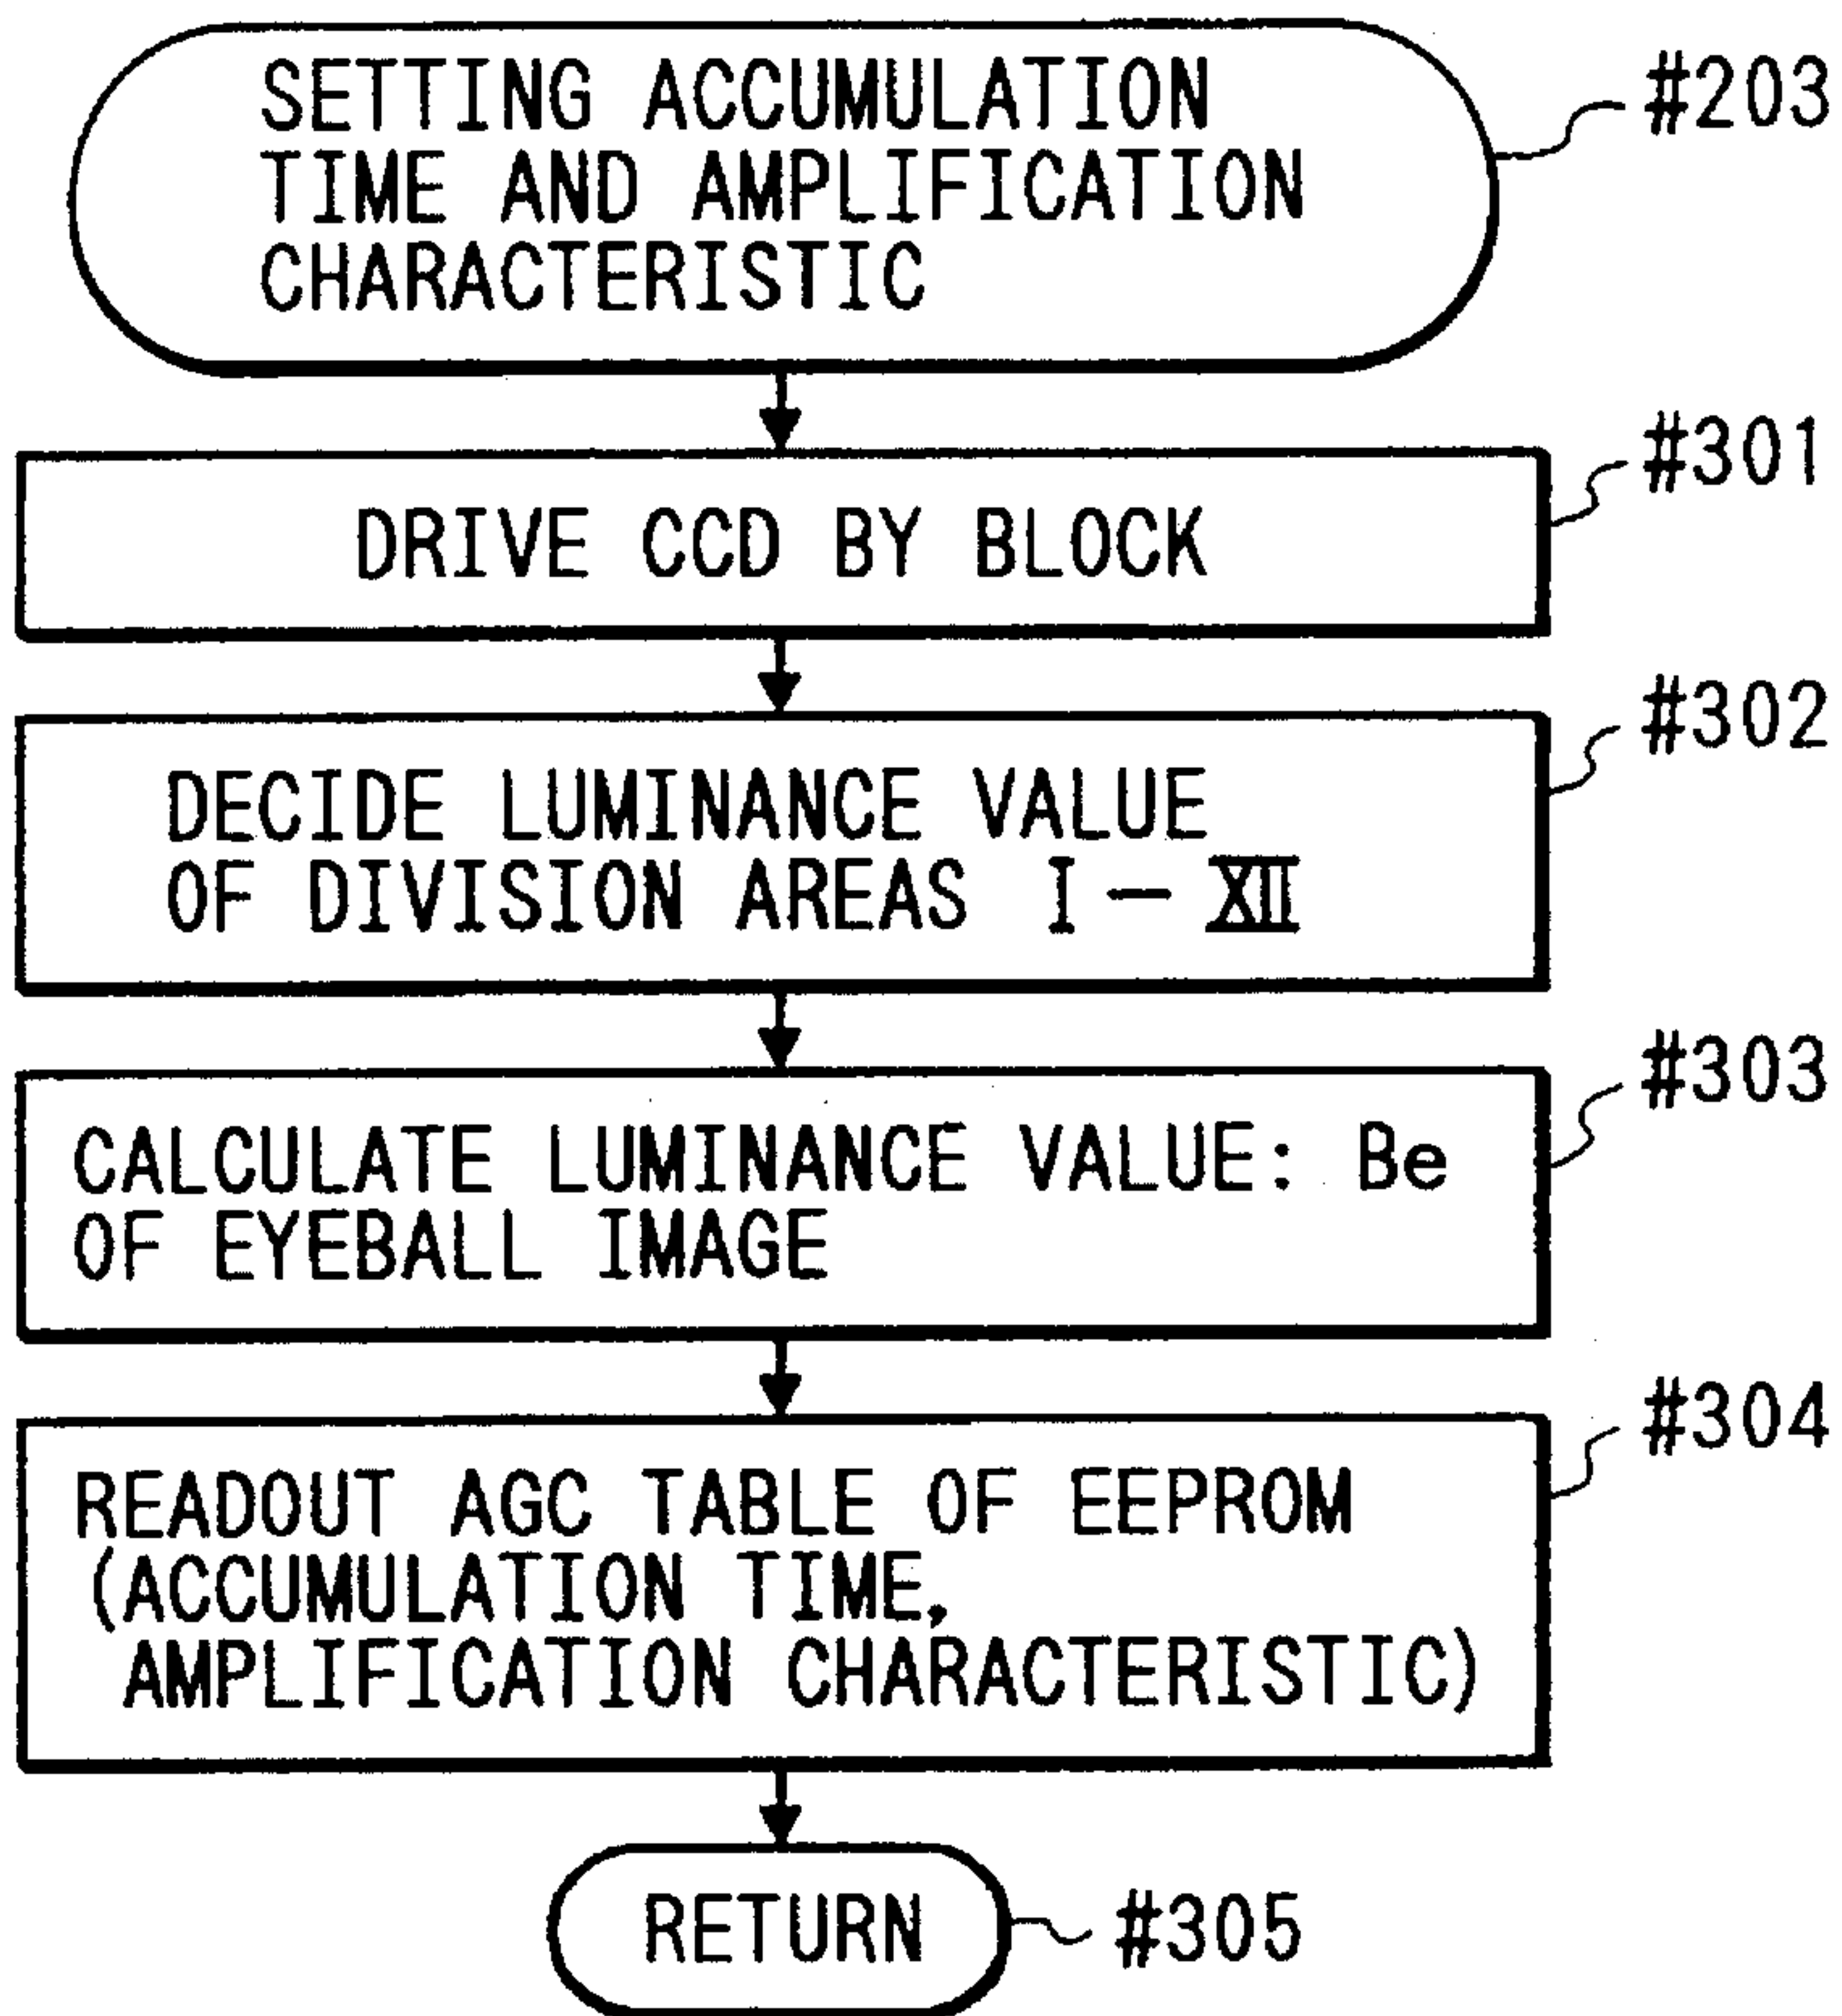 SETTING ACCUMULATION
TIME AND AMPLIFICATION
CHARACTERISTIC
#203
DRIVE CCD BY BLOCK
#301
DECIDE LUMINANCE VALUE
OF DIVISION AREAS I – XII
#302
CALCULATE LUMINANCE VALUE: Be
OF EYEBALL IMAGE
#303
READOUT AGC TABLE OF EEPROM
(ACCUMULATION TIME,
AMPLIFICATION CHARACTERISTIC)
#304
RETURN
#305